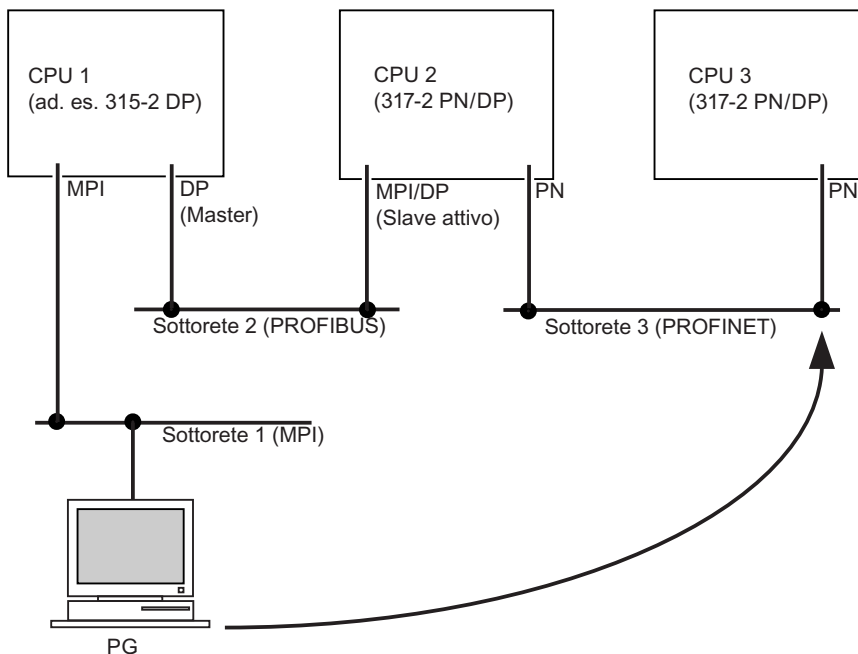 CPU 1
(ad. es. 315-2 DP)
CPU 2
(317-2 PN/DP)
CPU 3
(317-2 PN/DP)
MPI
DP
(Master)
MPI/DP
(Slave attivo)
PN
PN
Sottorete 2 (PROFIBUS)
Sottorete 3 (PROFINET)
Sottorete 1 (MPI)
PG